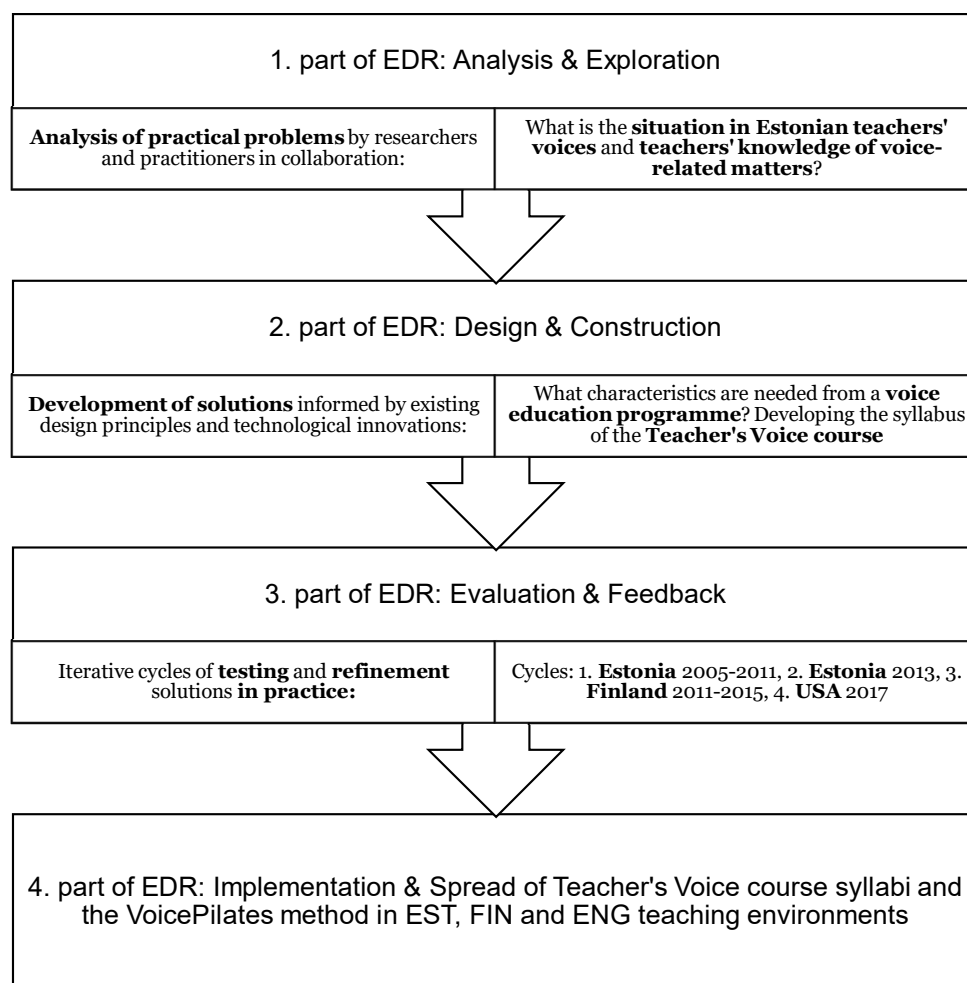 1. part of EDR: Analysis & Exploration
Analysis of practical problems by researchers
and practitioners in collaboration:
What is the situation in Estonian teachers'
voices and teachers' knowledge of voice-
related matters?
2. part of EDR: Design & Construction
Development of solutions informed by existing
design principles and technological innovations:
What characteristics are needed from a voice
education programme? Developing the syllabus
of the Teacher's Voice course
3. part of EDR: Evaluation & Feedback
Iterative cycles of testing and refinement
solutions in practice:
Cycles: 1. Estonia 2005-2011, 2. Estonia 2013, 3.
Finland 2011-2015, 4. USA 2017
4. part of EDR: Implementation & Spread of Teacher's Voice course syllabi and
the VoicePilates method in EST, FIN and ENG teaching environments